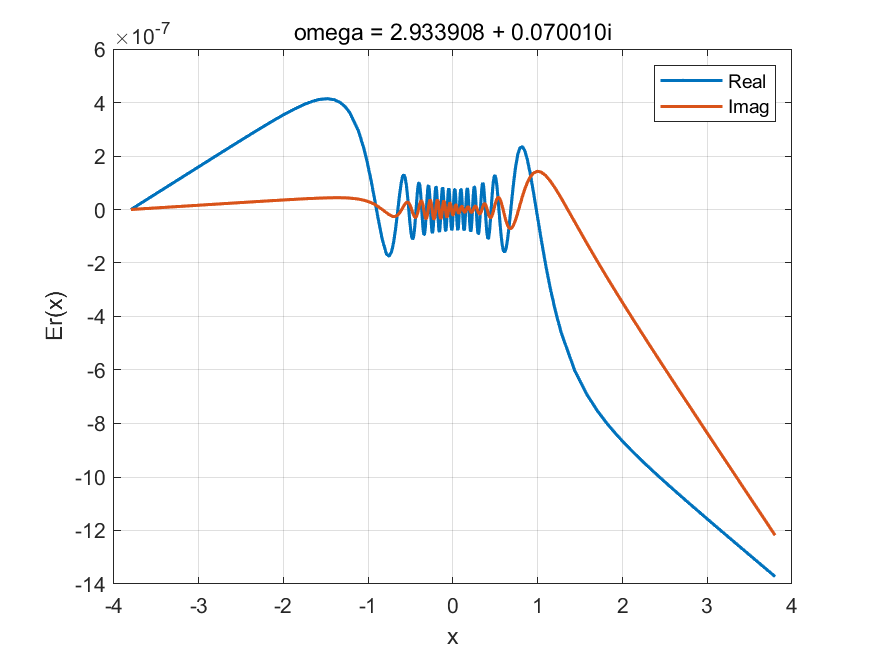 omega = 2.933908 + 0.070010i
×10⁻⁷
6
4
2
0
-2
-4
-6
-8
-10
-12
-14
Er(x)
Real
Imag
-4 -3 -2 -1 0 1 2 3 4
x